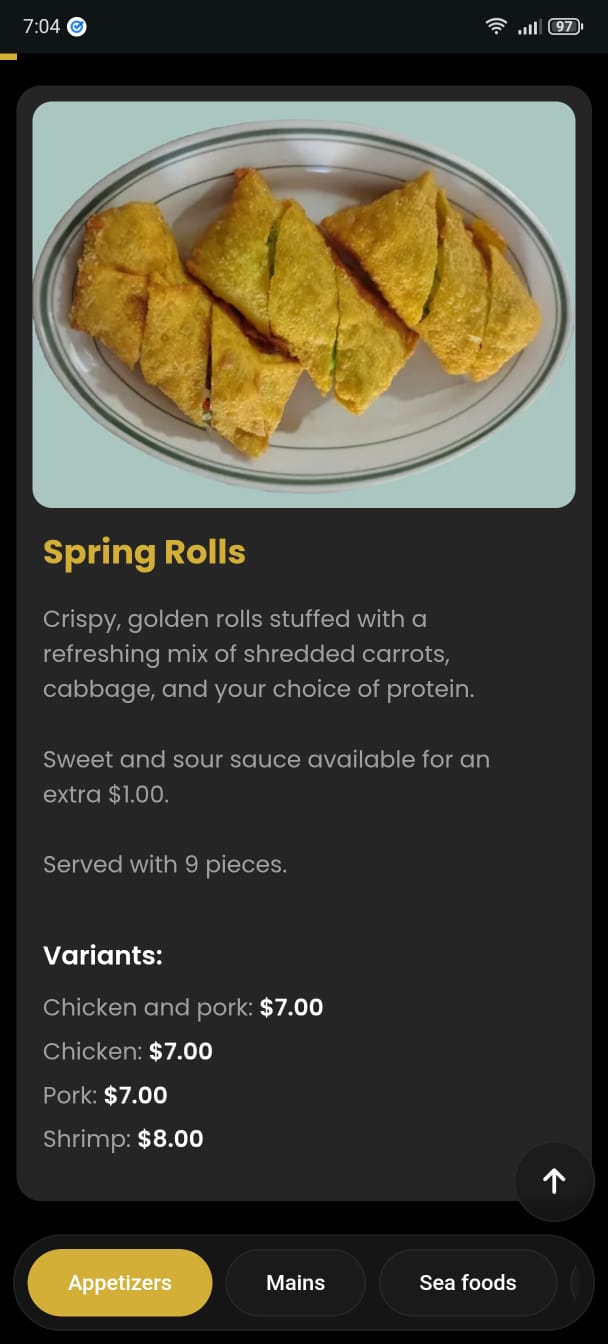 7:04
97
Spring Rolls
Crispy, golden rolls stuffed with a
refreshing mix of shredded carrots,
cabbage, and your choice of protein.
Sweet and sour sauce available for an
extra $1.00.
Served with 9 pieces.
Variants:
Chicken and pork: $7.00
Chicken: $7.00
Pork: $7.00
Shrimp: $8.00
Appetizers Mains Sea foods